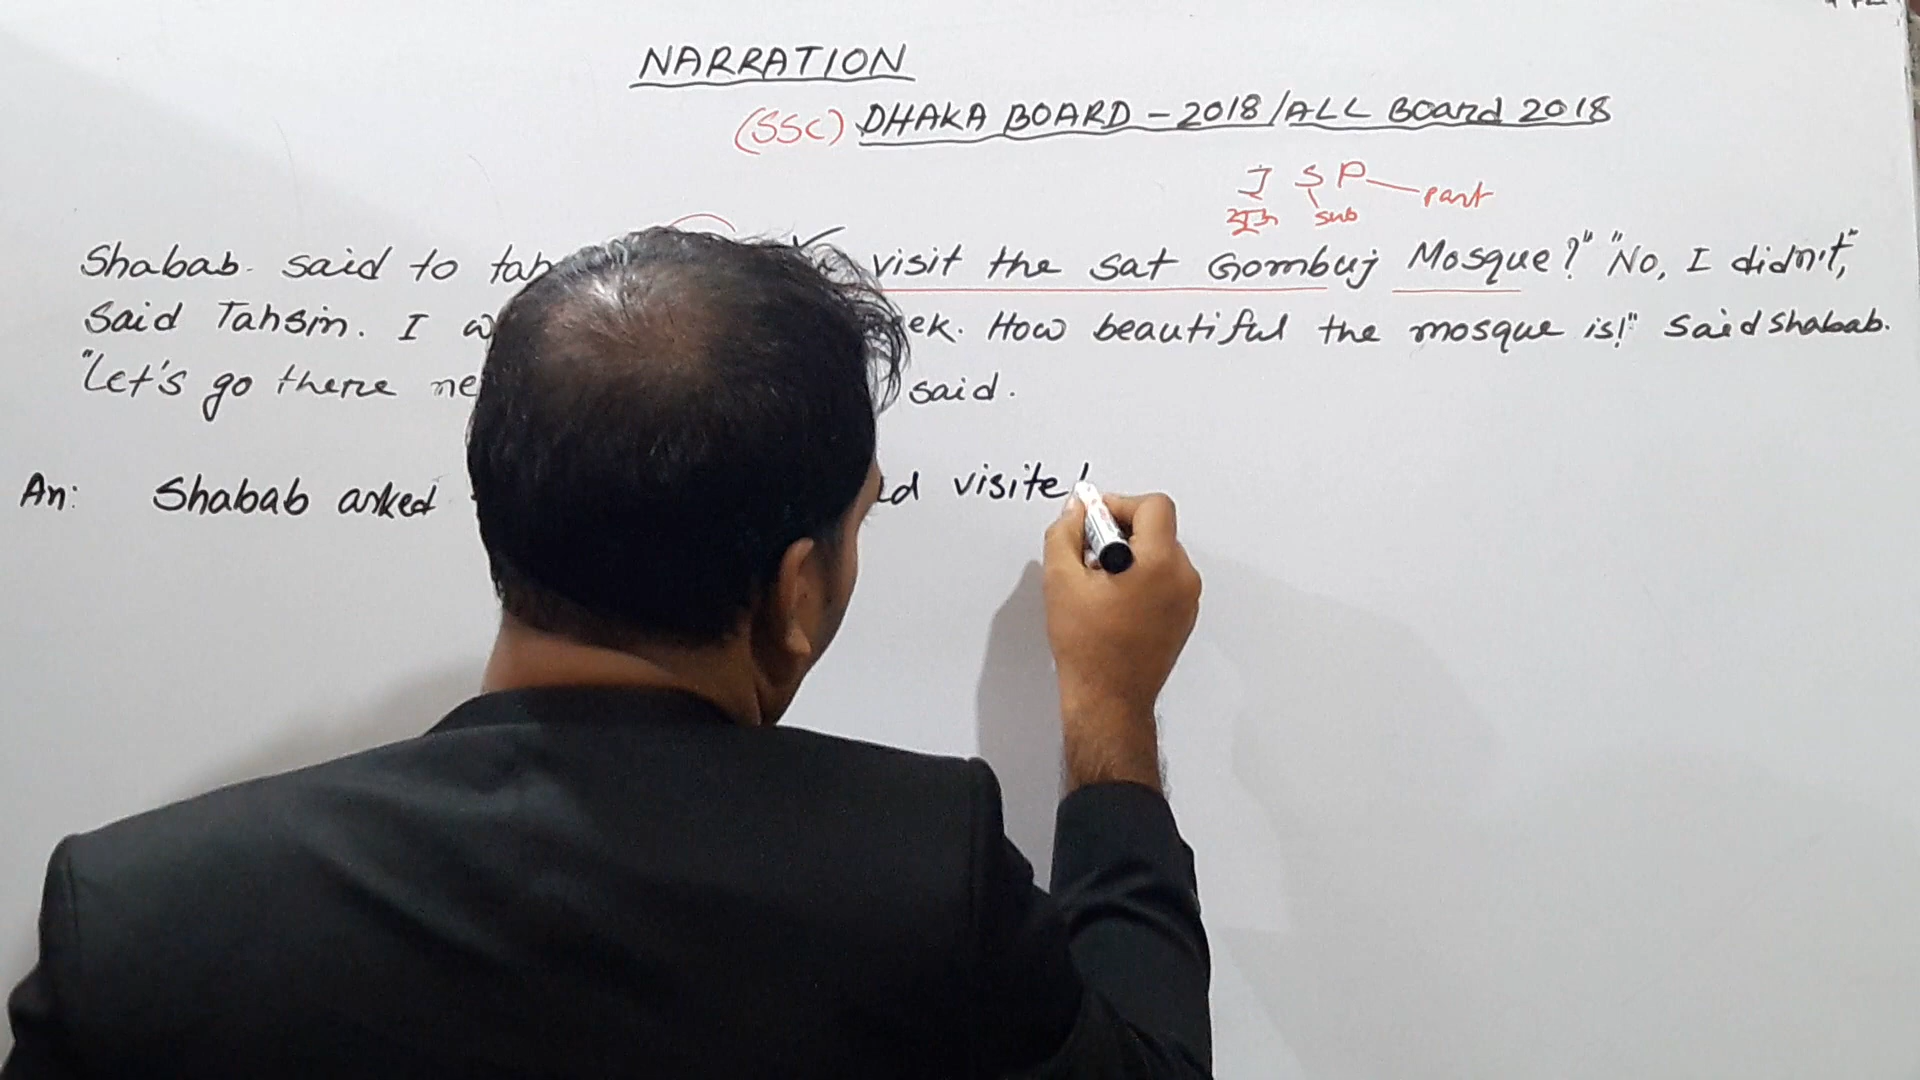 NARRATION
(SSC) DHAKA BOARD - 2018/ALL Board 2018
I S P part
sub
Shabab said to tah visit the sat Gombuj Mosque?" "No, I didn't,"
Said Tahsin. I w ek. How beautiful the mosque is!" Said Shabab.
"Let's go there ne said.
An: Shabab asked d visite